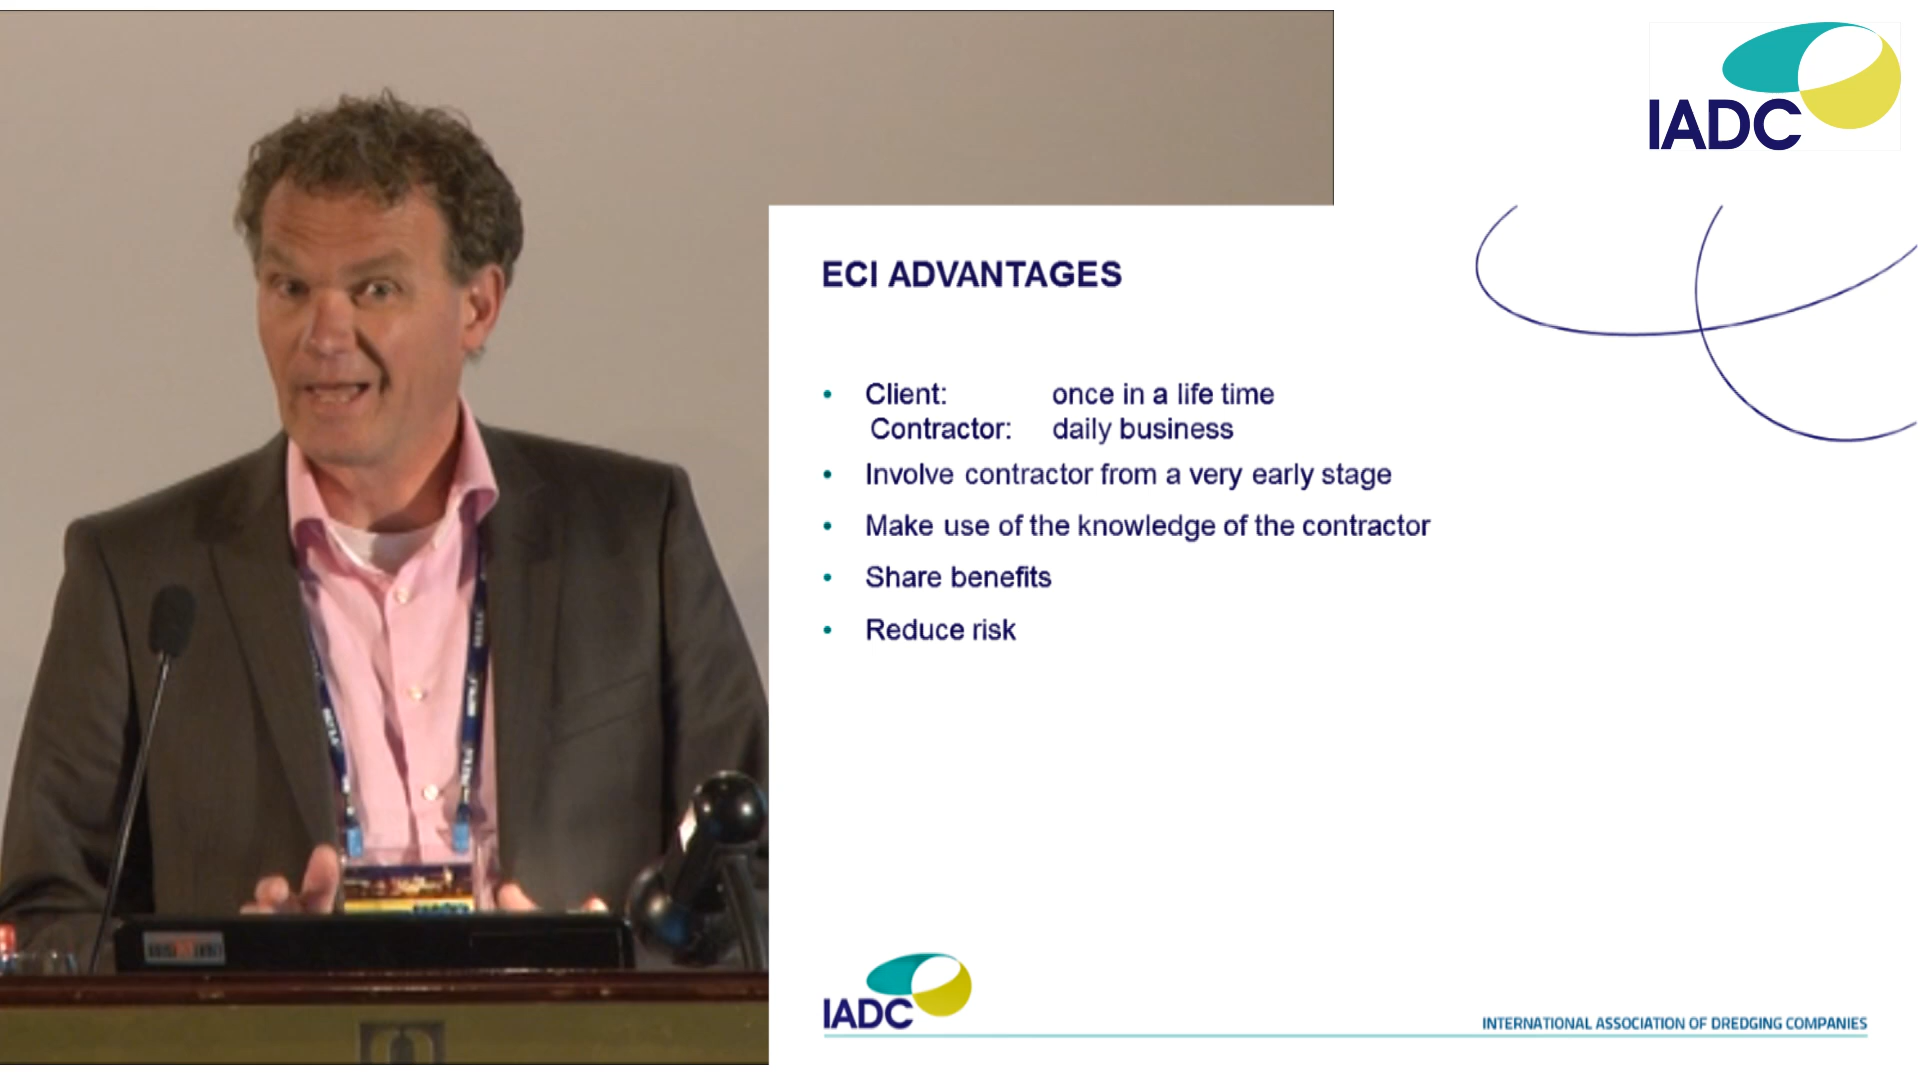 IADC
ECI ADVANTAGES
• Client: once in a life time
Contractor: daily business
• Involve contractor from a very early stage
• Make use of the knowledge of the contractor
• Share benefits
• Reduce risk
IADC
INTERNATIONAL ASSOCIATION OF DREDGING COMPANIES